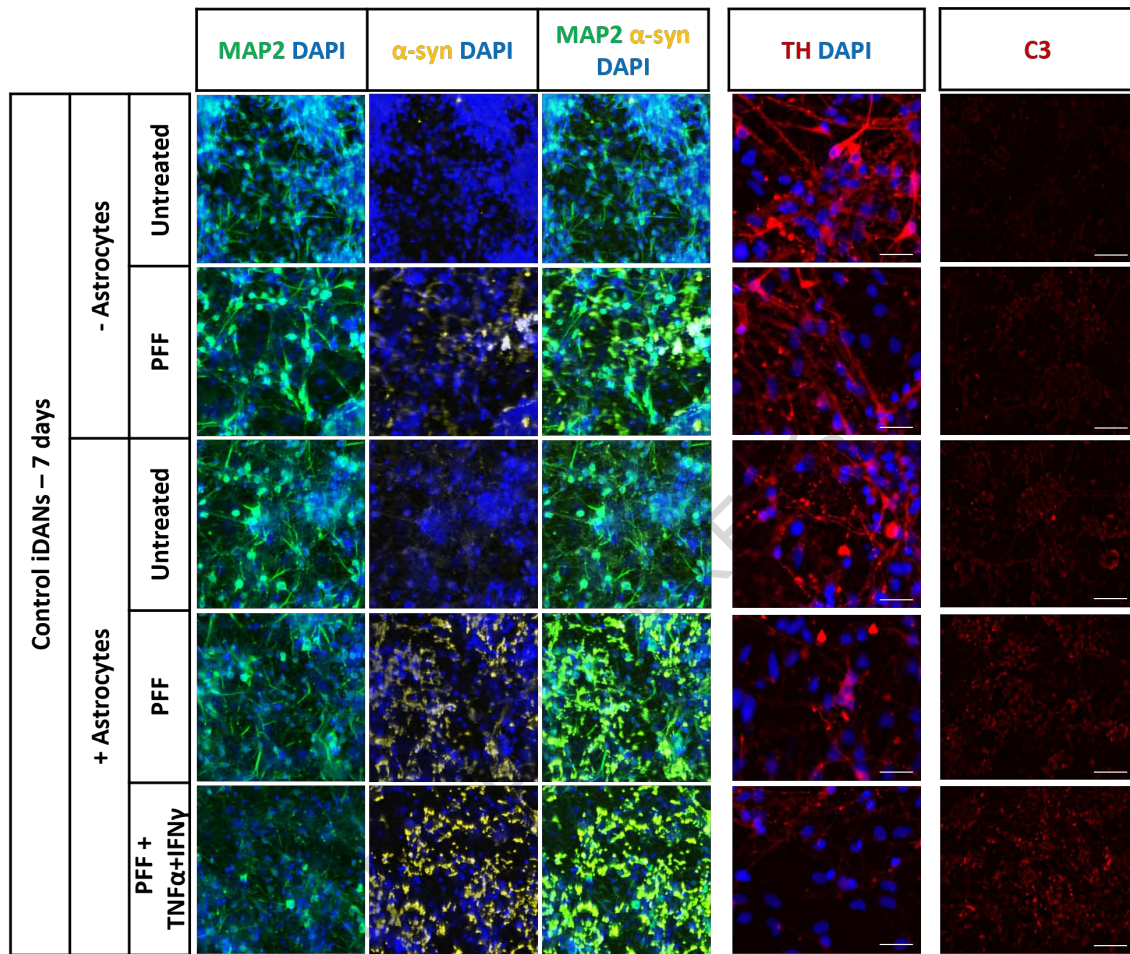 MAP2 DAPI
α-syn DAPI
MAP2 α-syn
DAPI
TH DAPI
C3
Control iDANs – 7 days
- Astrocytes
Untreated
PFF
+ Astrocytes
Untreated
PFF
PFF +
TNFα+IFNγ